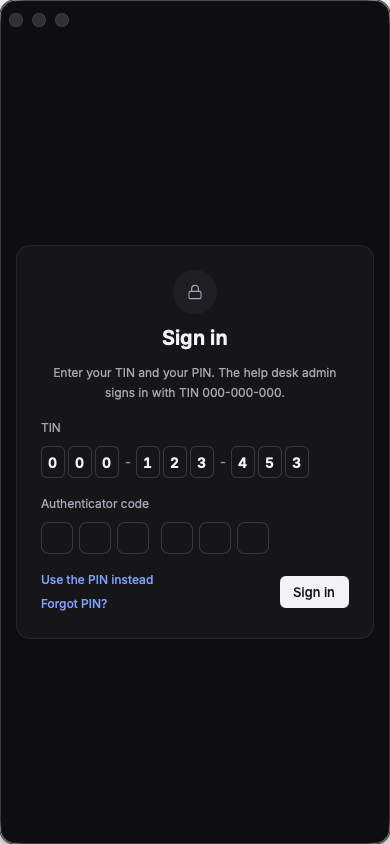 Sign in
Enter your TIN and your PIN. The help desk admin
signs in with TIN 000-000-000.
TIN
0 0 0 - 1 2 3 - 4 5 3
Authenticator code
Use the PIN instead
Forgot PIN?
Sign in